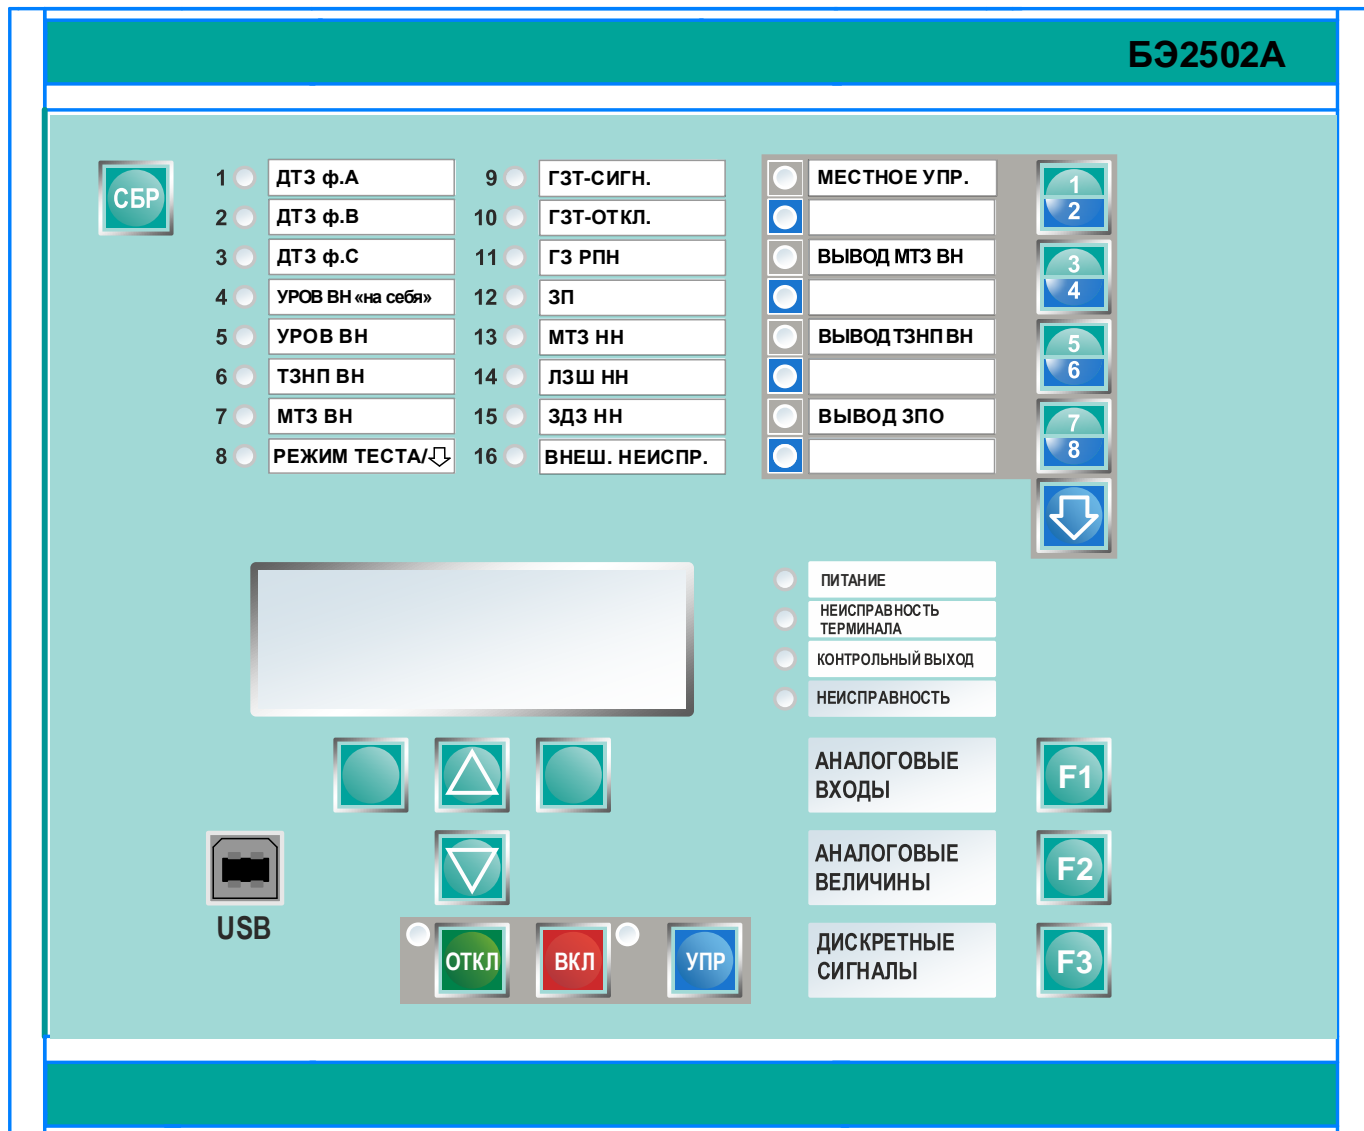 БЭ2502А
СБР
1 ДТЗ ф.А
2 ДТЗ ф.В
3 ДТЗ ф.С
4 УРОВ ВН «на себя»
5 УРОВ ВН
6 ТЗНП ВН
7 МТЗ ВН
8 РЕЖИМ ТЕСТА/
9 ГЗТ-СИГН.
10 ГЗТ-ОТКЛ.
11 ГЗ РПН
12 ЗП
13 МТЗ НН
14 ЛЗШ НН
15 ЗДЗ НН
16 ВНЕШ. НЕИСПР.
МЕСТНОЕ УПР.
ВЫВОД МТЗ ВН
ВЫВОД ТЗНП ВН
ВЫВОД ЗПО
1
2
3
4
5
6
7
8
ПИТАНИЕ
НЕИСПРАВНОСТЬ
ТЕРМИНАЛА
КОНТРОЛЬНЫЙ ВЫХОД
НЕИСПРАВНОСТЬ
АНАЛОГОВЫЕ
ВХОДЫ
F1
АНАЛОГОВЫЕ
ВЕЛИЧИНЫ
F2
ДИСКРЕТНЫЕ
СИГНАЛЫ
F3
USB
ОТКЛ
ВКЛ
УПР